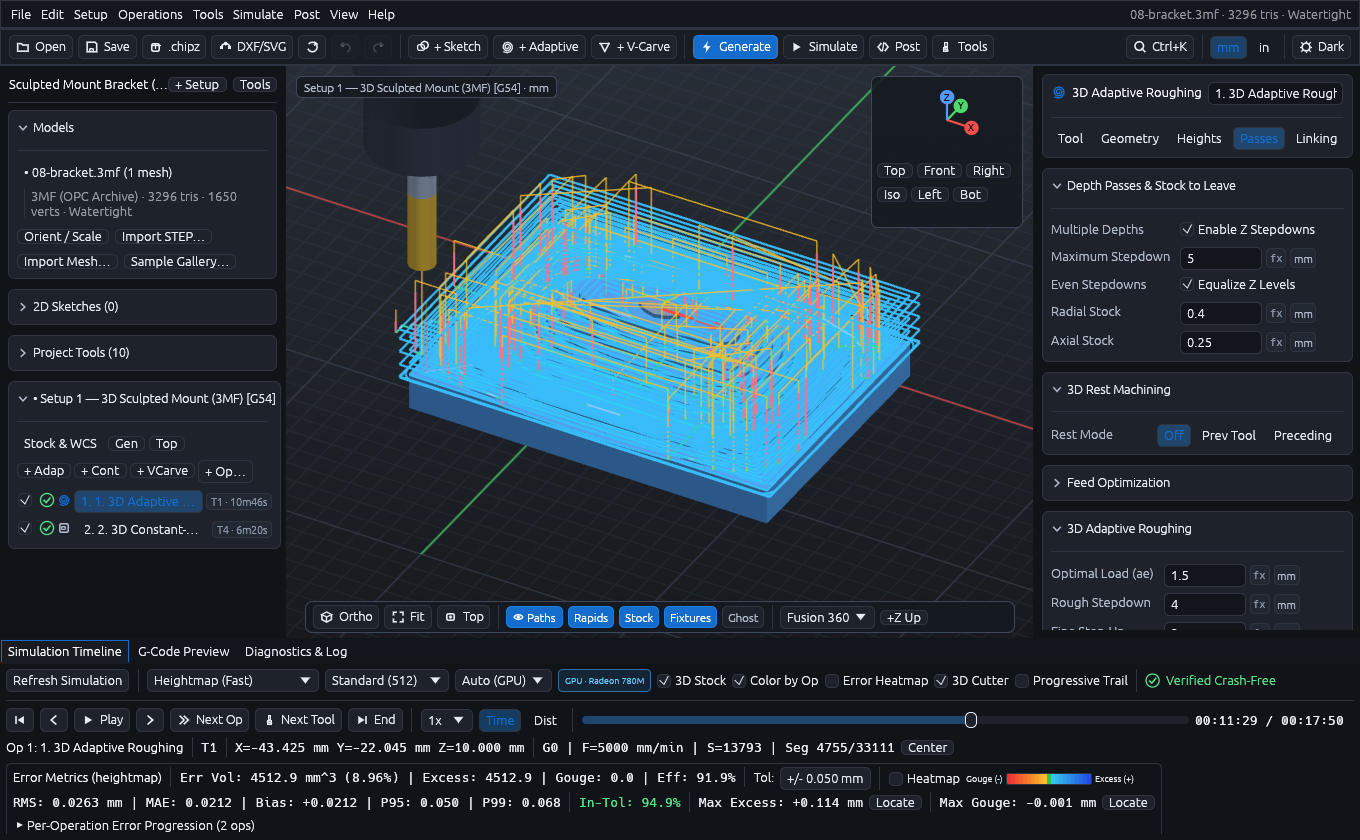 File Edit Setup Operations Tools Simulate Post View Help 08-bracket.3mf · 3296 tris · Watertight
Open Save .chipz DXF/SVG + Sketch + Adaptive + V-Carve Generate Simulate Post Tools Ctrl+K mm in Dark
Sculpted Mount Bracket (... + Setup Tools
Models
• 08-bracket.3mf (1 mesh)
3MF (OPC Archive) · 3296 tris · 1650
verts · Watertight
Orient / Scale Import STEP...
Import Mesh... Sample Gallery...
2D Sketches (0)
Project Tools (10)
• Setup 1 — 3D Sculpted Mount (3MF) [G54]
Stock & WCS Gen Top
+ Adap + Cont + VCarve + Op...
1. 1. 3D Adaptive ... T1 · 10m46s
2. 2. 3D Constant-... T4 · 6m20s
Setup 1 — 3D Sculpted Mount (3MF) [G54] · mm
Z
Y
X
Top Front Right
Iso Left Bot
Ortho Fit Top Paths Rapids Stock Fixtures Ghost Fusion 360 +Z Up
3D Adaptive Roughing 1. 3D Adaptive Rough
Tool Geometry Heights Passes Linking
Depth Passes & Stock to Leave
Multiple Depths Enable Z Stepdowns
Maximum Stepdown 5 fx mm
Even Stepdowns Equalize Z Levels
Radial Stock 0.4 fx mm
Axial Stock 0.25 fx mm
3D Rest Machining
Rest Mode Off Prev Tool Preceding
Feed Optimization
3D Adaptive Roughing
Optimal Load (ae) 1.5 fx mm
Rough Stepdown 4 fx mm
Simulation Timeline G-Code Preview Diagnostics & Log
Refresh Simulation Heightmap (Fast) Standard (512) Auto (GPU) GPU · Radeon 780M 3D Stock Color by Op Error Heatmap 3D Cutter Progressive Trail Verified Crash-Free
Play Next Op Next Tool End 1x Time Dist 00:11:29 / 00:17:50
Op 1: 1. 3D Adaptive Roughing T1 X=-43.425 mm Y=-22.045 mm Z=10.000 mm G0 | F=5000 mm/min | S=13793 | Seg 4755/33111 Center
Error Metrics (heightmap) Err Vol: 4512.9 mm^3 (8.96%) | Excess: 4512.9 | Gouge: 0.0 | Eff: 91.9% Tol: +/- 0.050 mm Heatmap Gouge (-) Excess (+)
RMS: 0.0263 mm | MAE: 0.0212 | Bias: +0.0212 | P95: 0.050 | P99: 0.068 In-Tol: 94.9% Max Excess: +0.114 mm Locate Max Gouge: -0.001 mm Locate
Per-Operation Error Progression (2 ops)